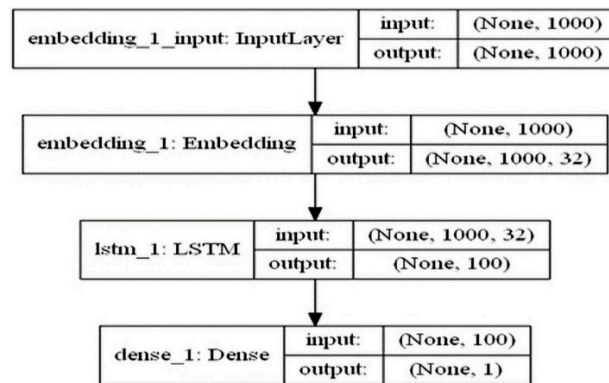 embedding_1_input: InputLayer
input: (None, 1000)
output: (None, 1000)
embedding_1: Embedding
input: (None, 1000)
output: (None, 1000, 32)
lstm_1: LSTM
input: (None, 1000, 32)
output: (None, 100)
dense_1: Dense
input: (None, 100)
output: (None, 1)